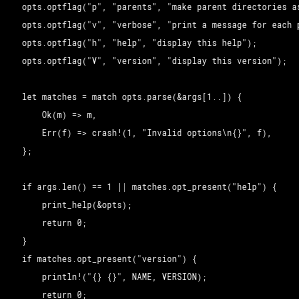 opts.optflag("p", "parents", "make parent directories as
opts.optflag("v", "verbose", "print a message for each
opts.optflag("h", "help", "display this help");
opts.optflag("V", "version", "display this version");
let matches = match opts.parse(&args[1..]) {
Ok(m) => m,
Err(f) => crash!(1, "Invalid options\n{}", f),
};
if args.len() == 1 || matches.opt_present("help") {
print_help(&opts);
return 0;
}
if matches.opt_present("version") {
println!("{} {}", NAME, VERSION);
return 0;